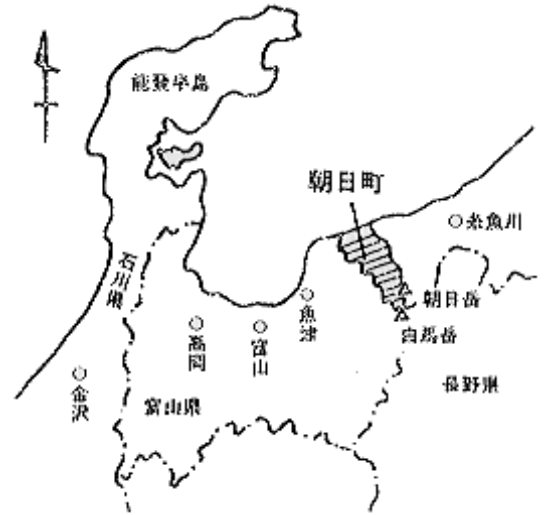 能登半島
朝日町
糸魚川
石川県
朝日岳
魚津
白馬岳
高岡
富山
金沢
富山県
長野県